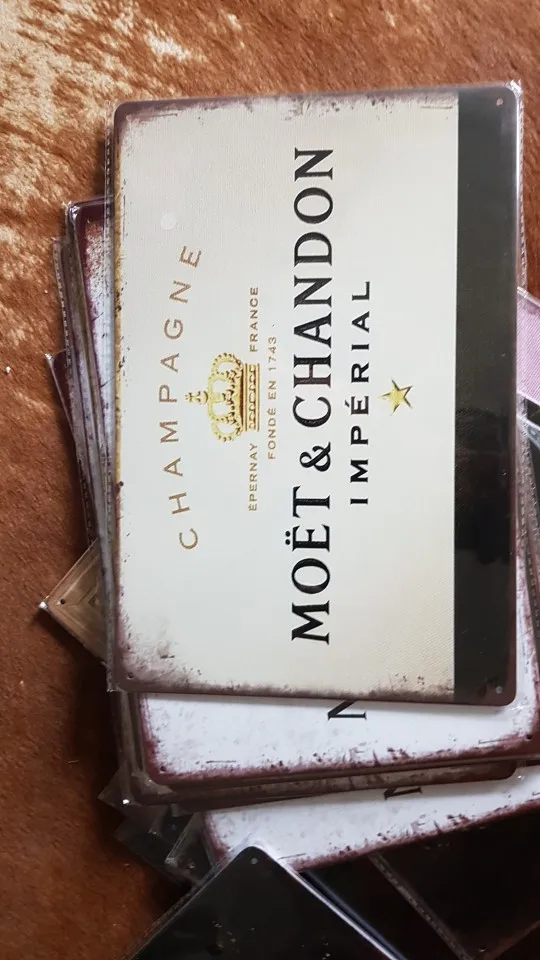 CHAMPAGNE
ÉPERNAY FRANCE
FONDÉ EN 1743
MOËT & CHANDON
IMPÉRIAL